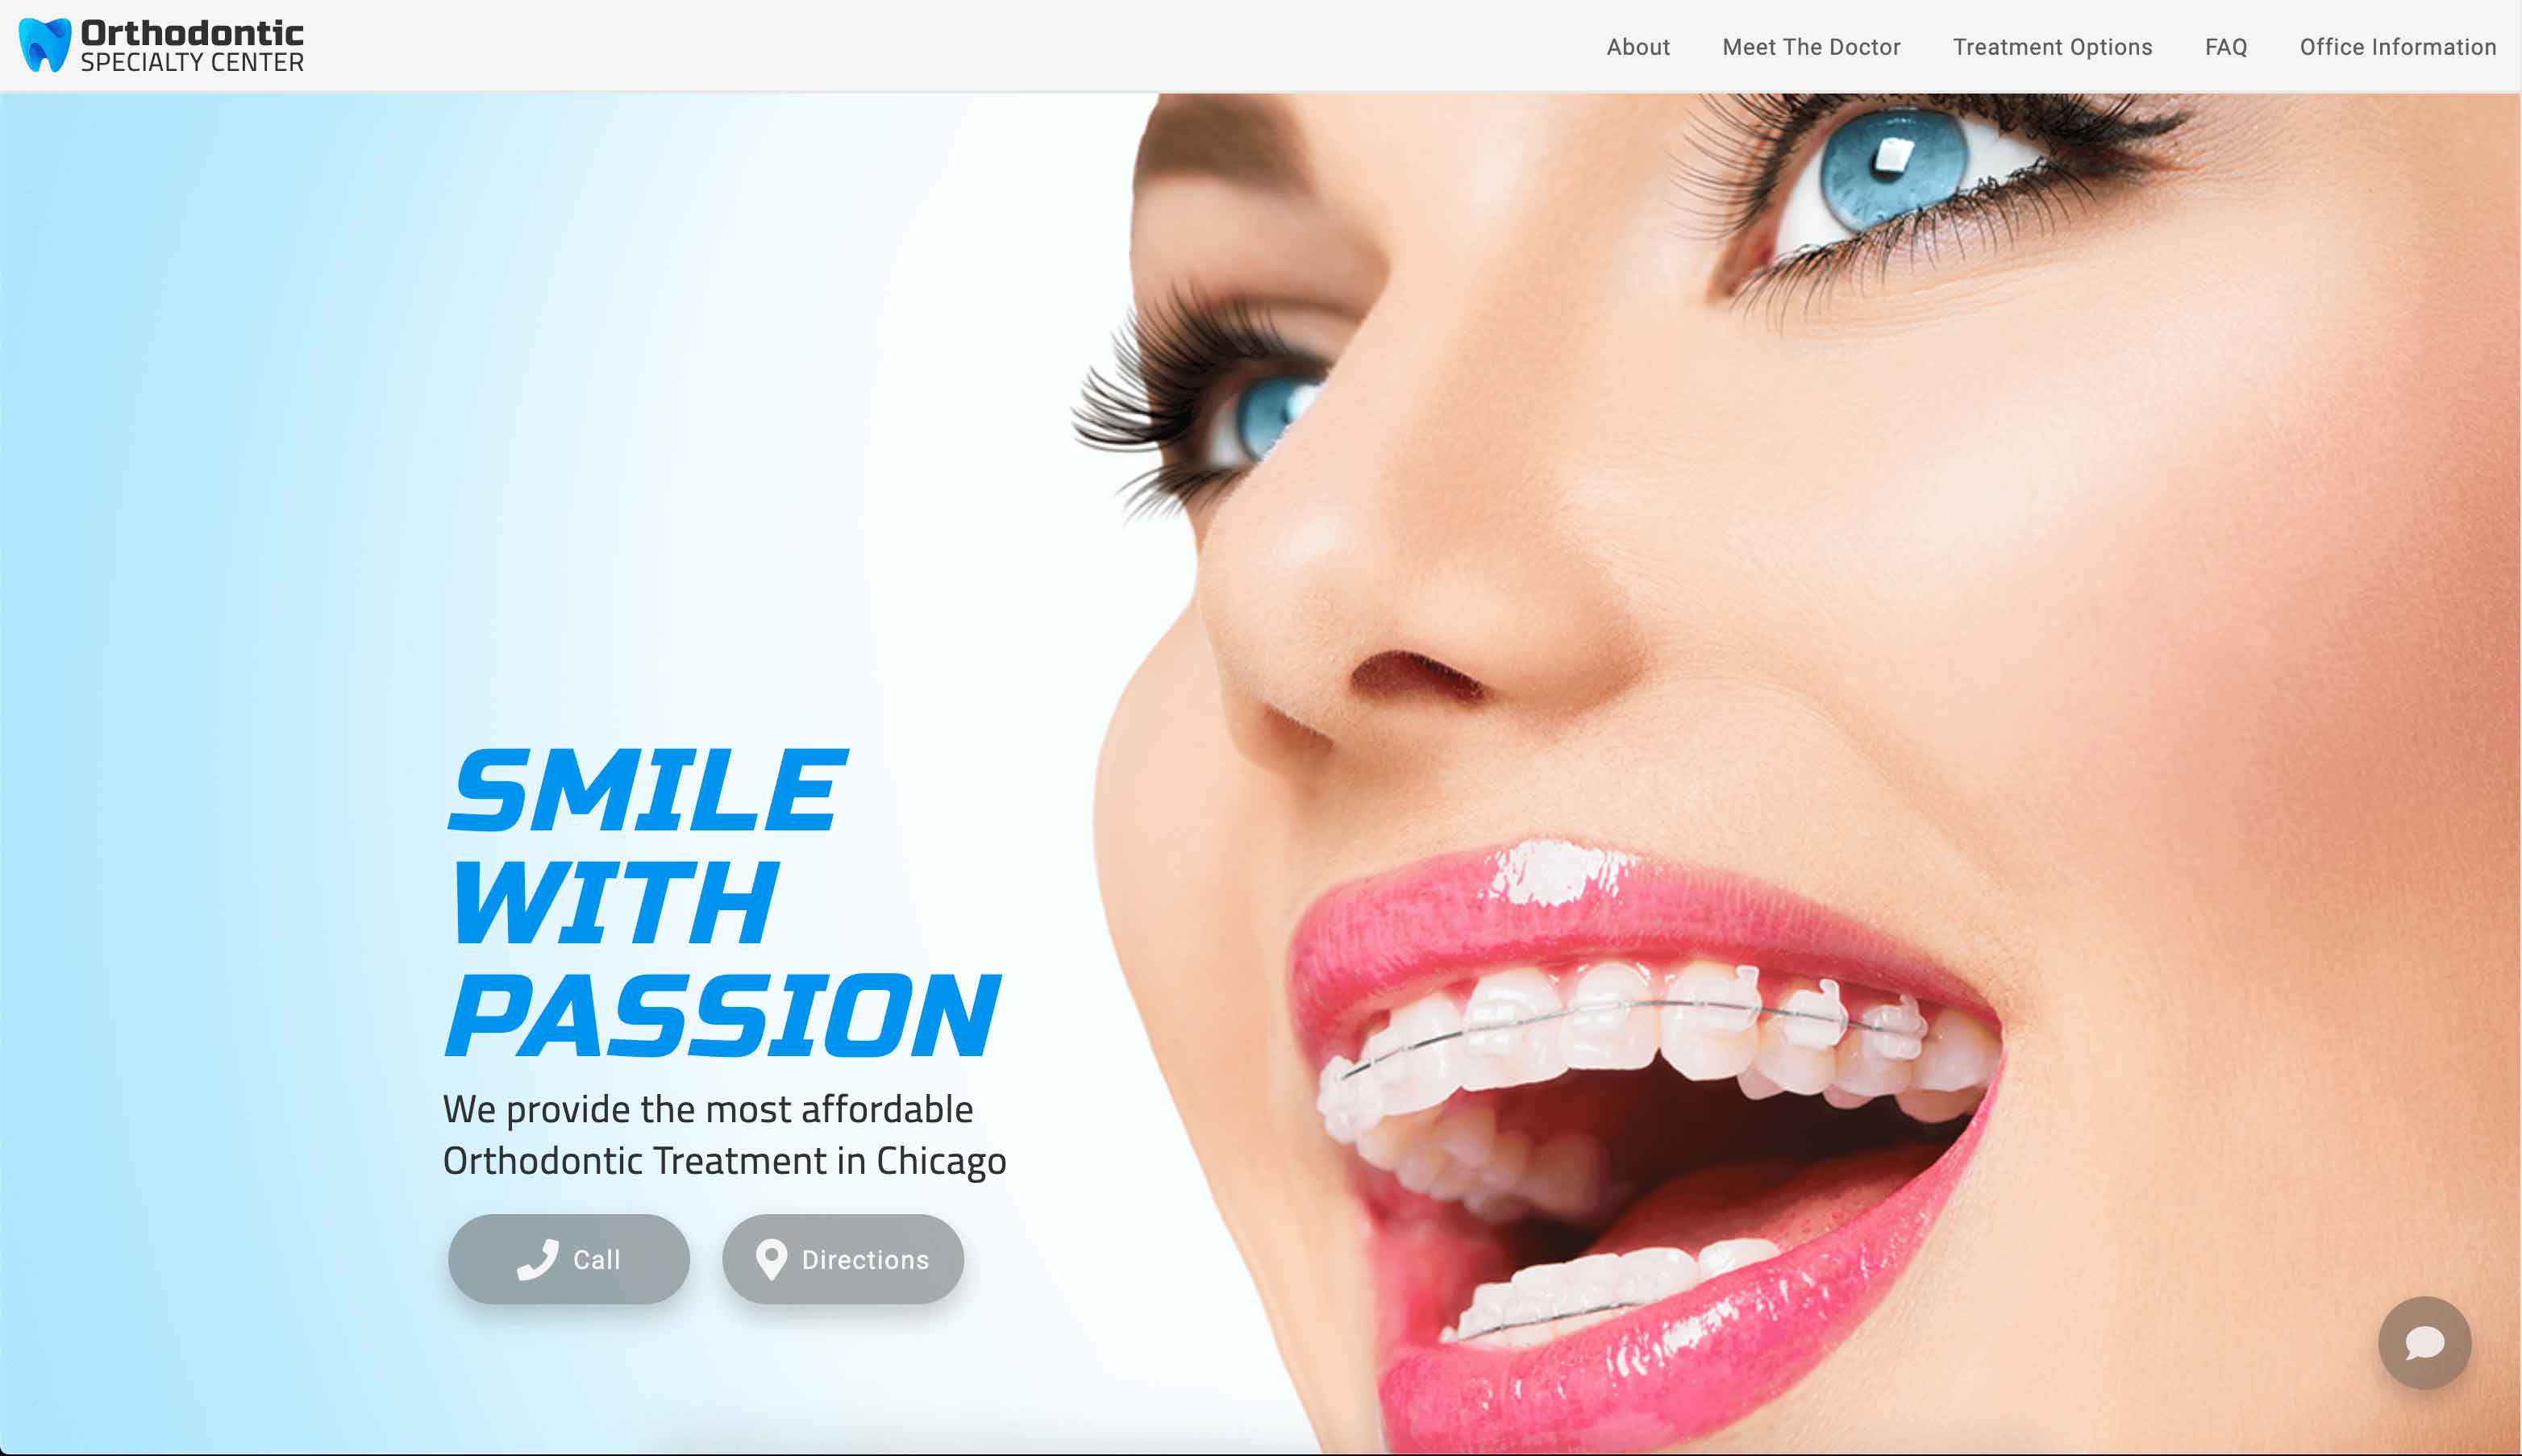 Orthodontic
SPECIALTY CENTER
About
Meet The Doctor
Treatment Options
FAQ
Office Information
SMILE
WITH
PASSION
We provide the most affordable
Orthodontic Treatment in Chicago
Call
Directions